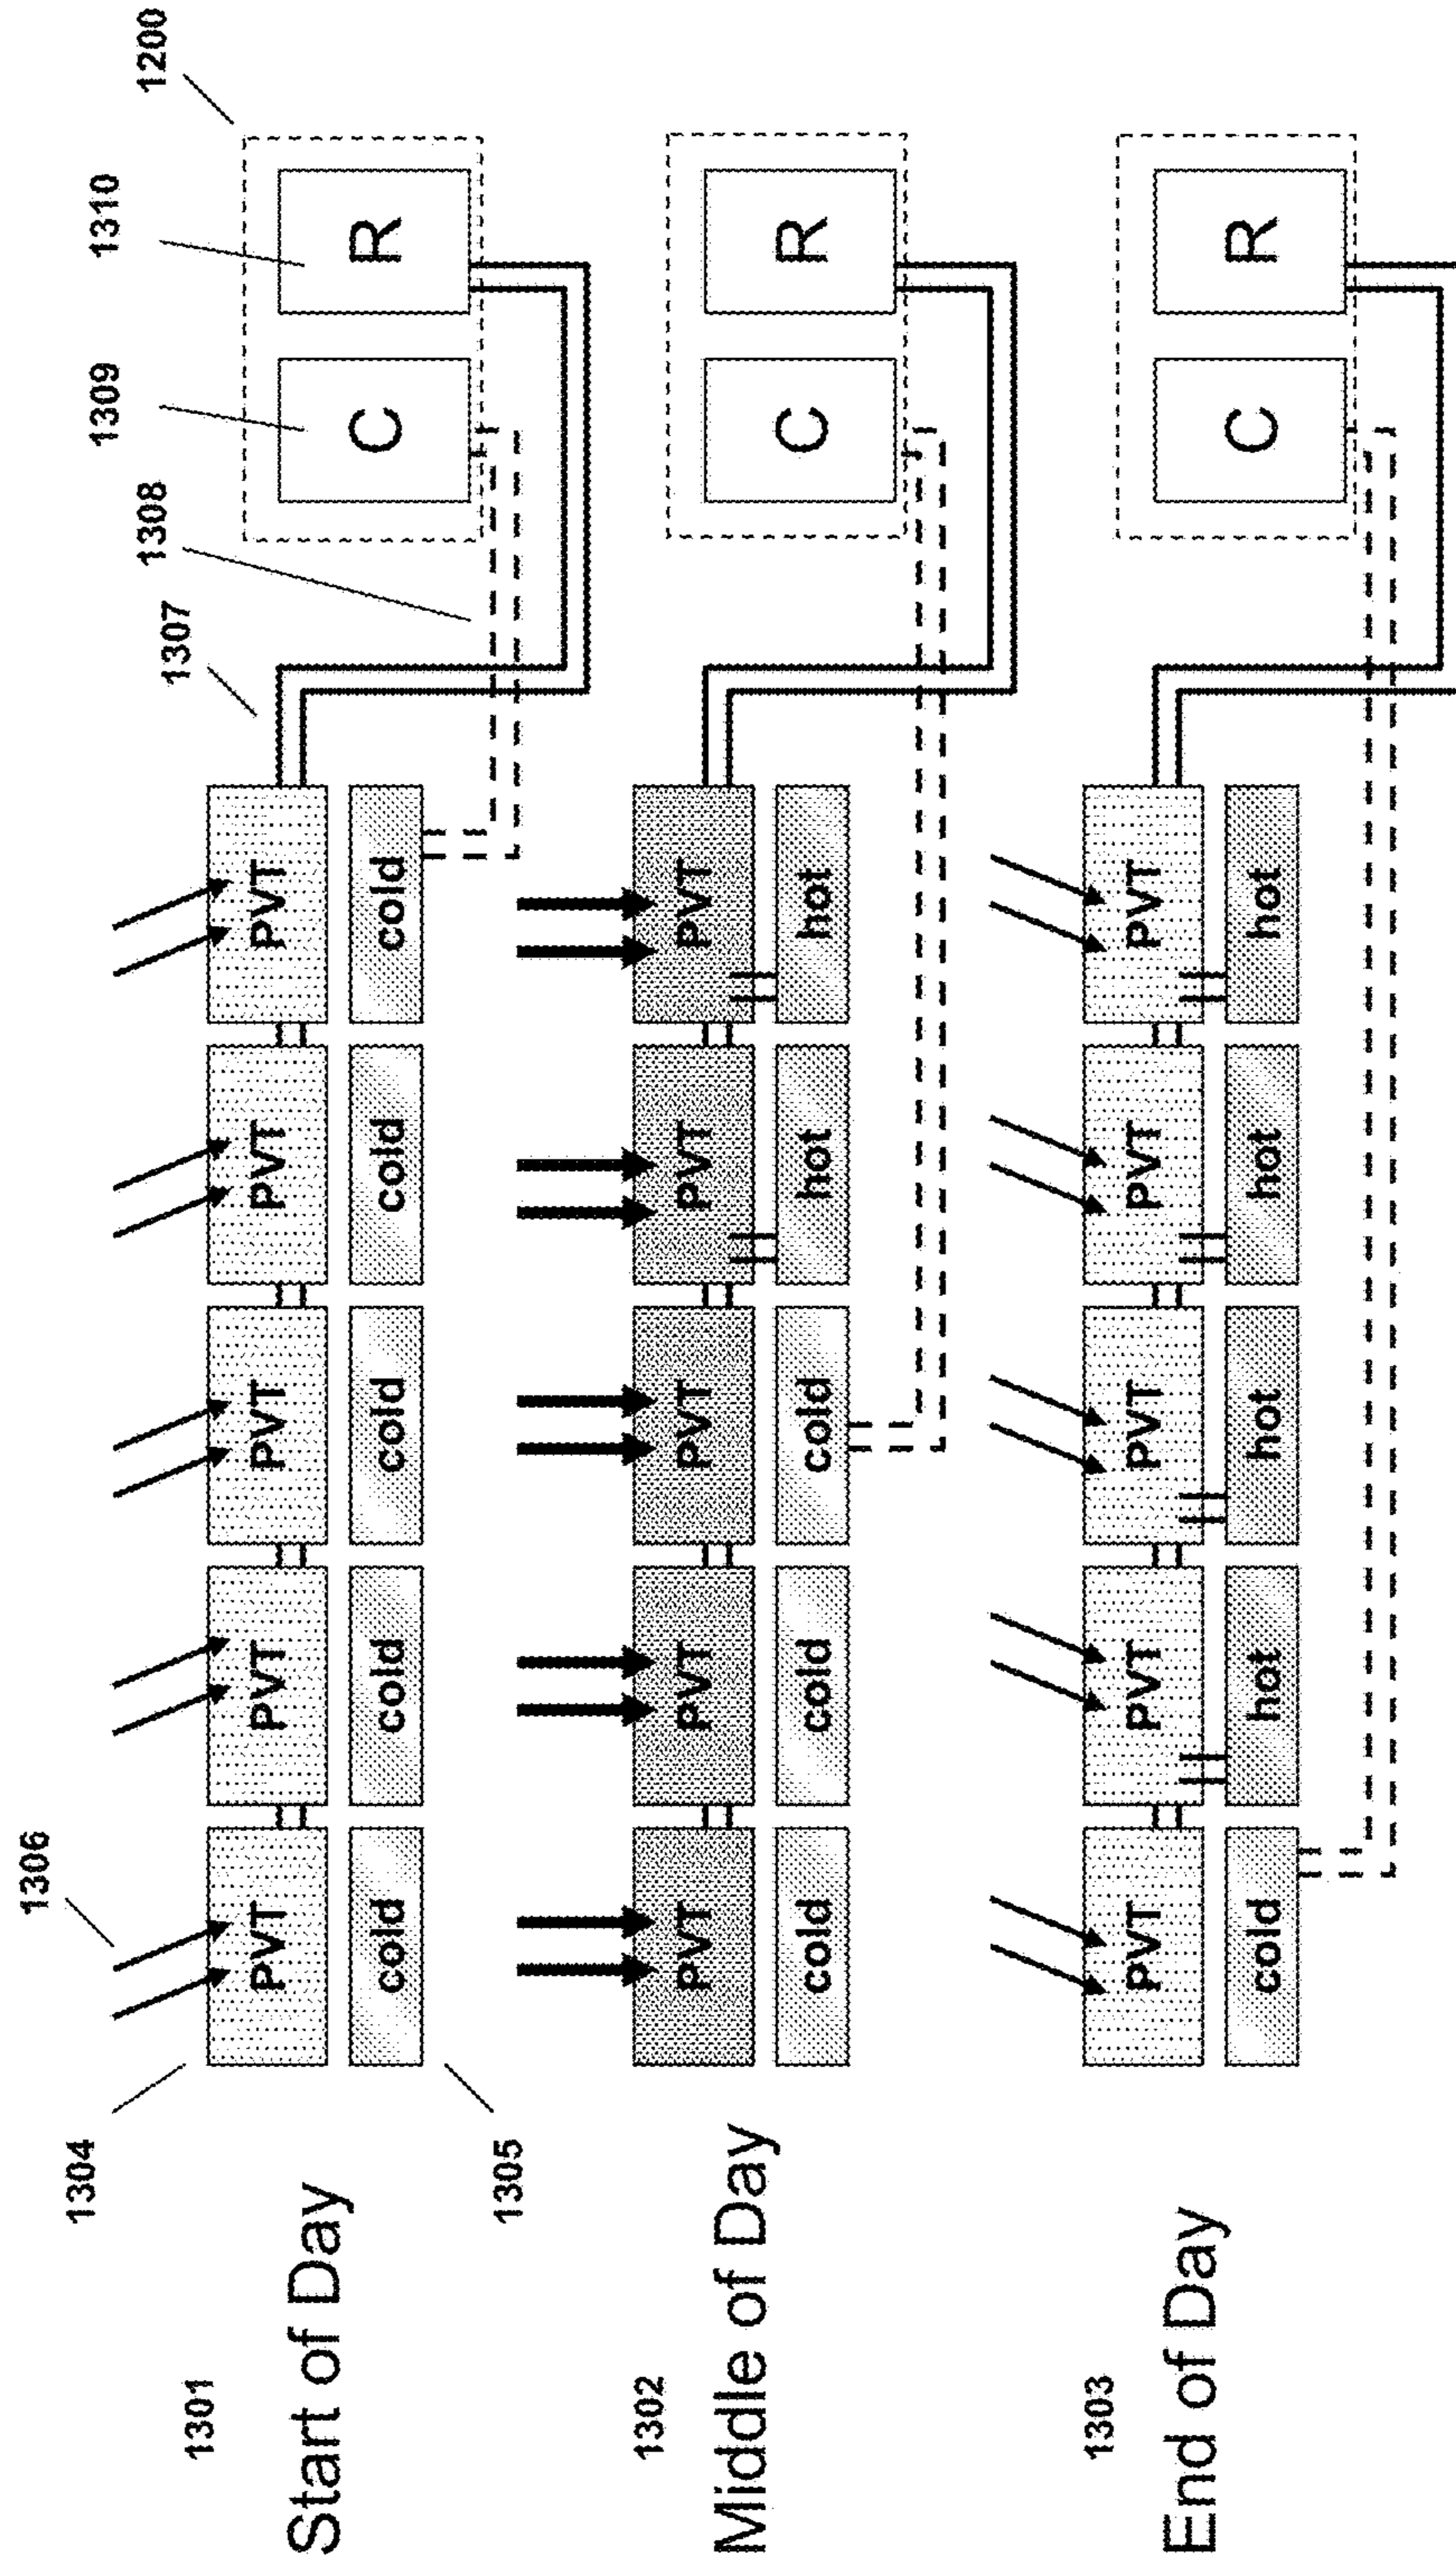 1200
1310
1309
1308
1307
1306
1304
1305
1301
Start of Day
PVT PVT PVT PVT PVT
cold cold cold cold cold
C R
1302
Middle of Day
PVT PVT PVT PVT PVT
cold cold cold hot hot
C R
1303
End of Day
PVT PVT PVT PVT PVT
cold hot hot hot hot
C R